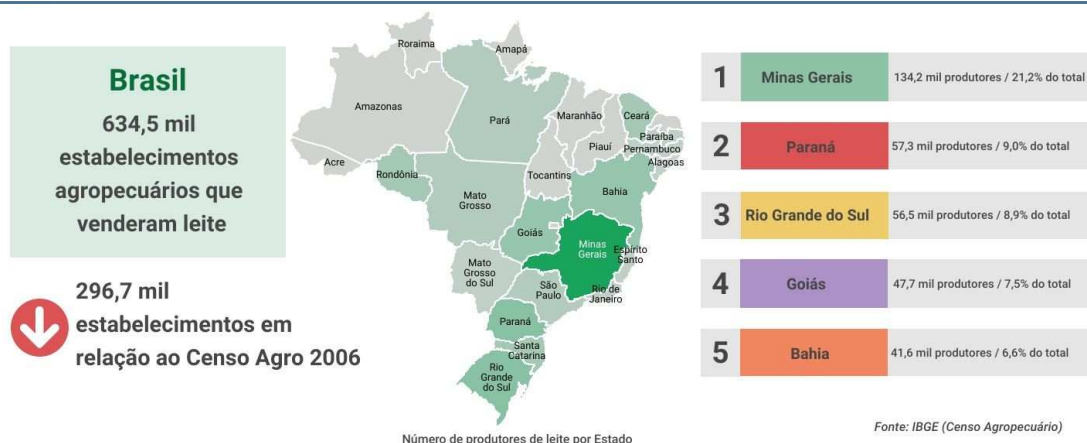 Brasil
634,5 mil
estabelecimentos
agropecuários que
venderam leite
296,7 mil
estabelecimentos em
relação ao Censo Agro 2006
Roraima
Amapá
Amazonas
Pará
Maranhão
Ceará
Paraíba
Pernambuco
Alagoas
Piauí
Acre
Rondônia
Tocantins
Mato
Grosso
Bahia
Goiás
Minas
Gerais
Espírito
Santo
Mato
Grosso
do Sul
São
Paulo
Rio de
Janeiro
Paraná
Santa
Catarina
Rio
Grande
do Sul
Número de produtores de leite por Estado
1 Minas Gerais 134,2 mil produtores / 21,2% do total
2 Paraná 57,3 mil produtores / 9,0% do total
3 Rio Grande do Sul 56,5 mil produtores / 8,9% do total
4 Goiás 47,7 mil produtores / 7,5% do total
5 Bahia 41,6 mil produtores / 6,6% do total
Fonte: IBGE (Censo Agropecuário)